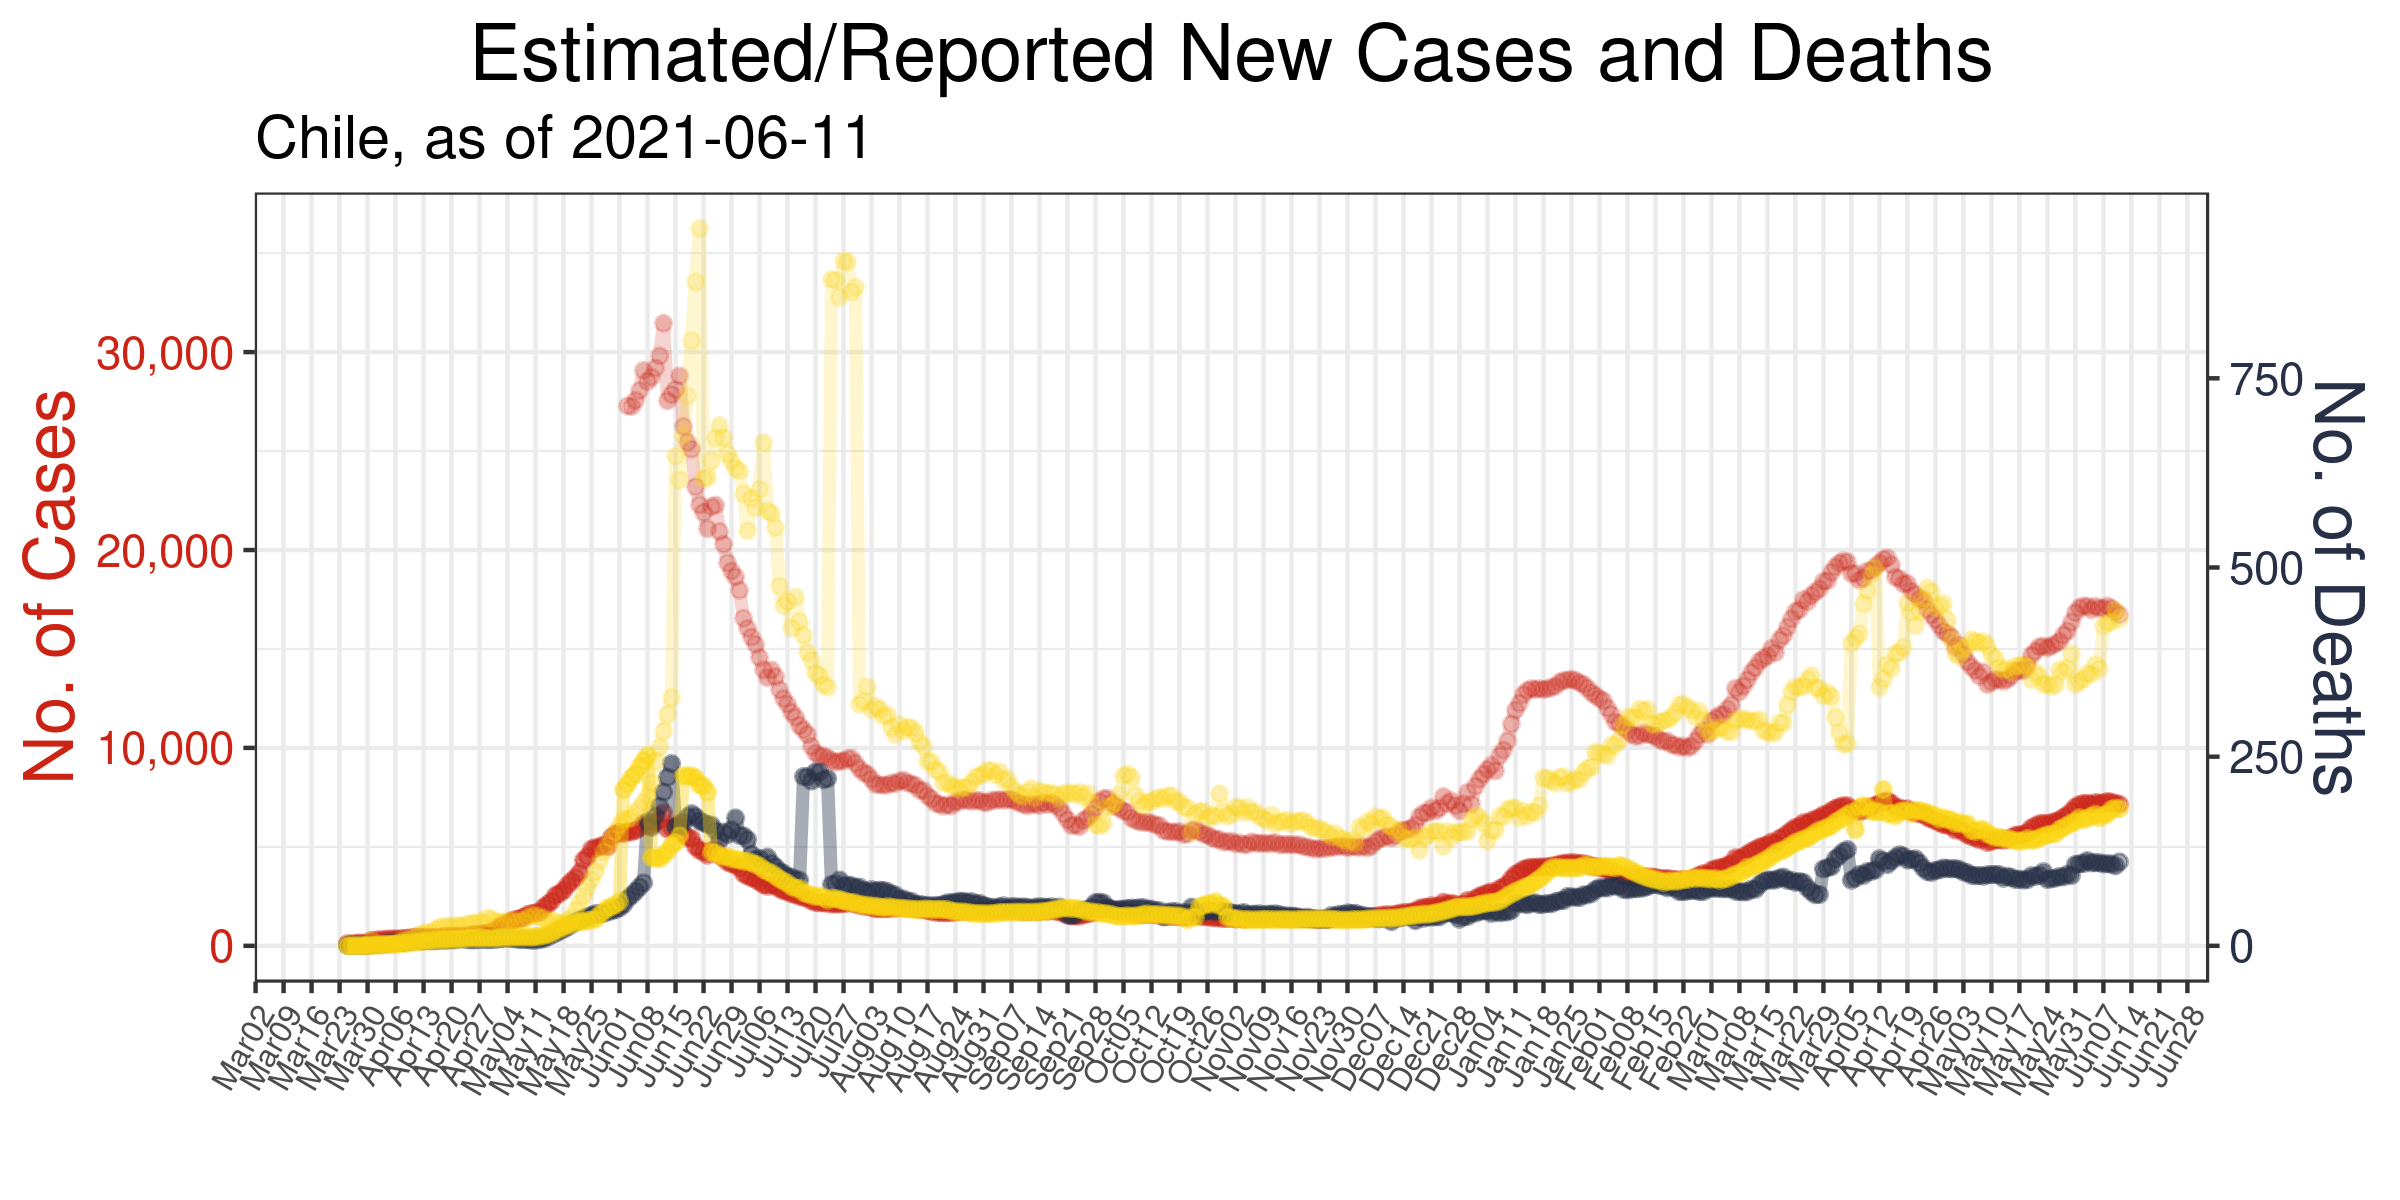 Estimated/Reported New Cases and Deaths
Chile, as of 2021-06-11
No. of Cases
30,000
20,000
10,000
0
No. of Deaths
750
500
250
0
Mar02
Mar09
Mar16
Mar23
Mar30
Apr06
Apr13
Apr20
Apr27
May04
May11
May18
May25
Jun01
Jun08
Jun15
Jun22
Jun29
Jul06
Jul13
Jul20
Jul27
Aug03
Aug10
Aug17
Aug24
Aug31
Sep07
Sep14
Sep21
Sep28
Oct05
Oct12
Oct19
Oct26
Nov02
Nov09
Nov16
Nov23
Nov30
Dec07
Dec14
Dec21
Dec28
Jan04
Jan11
Jan18
Jan25
Feb01
Feb08
Feb15
Feb22
Mar01
Mar08
Mar15
Mar22
Mar29
Apr05
Apr12
Apr19
Apr26
May03
May10
May17
May24
May31
Jun07
Jun14
Jun21
Jun28